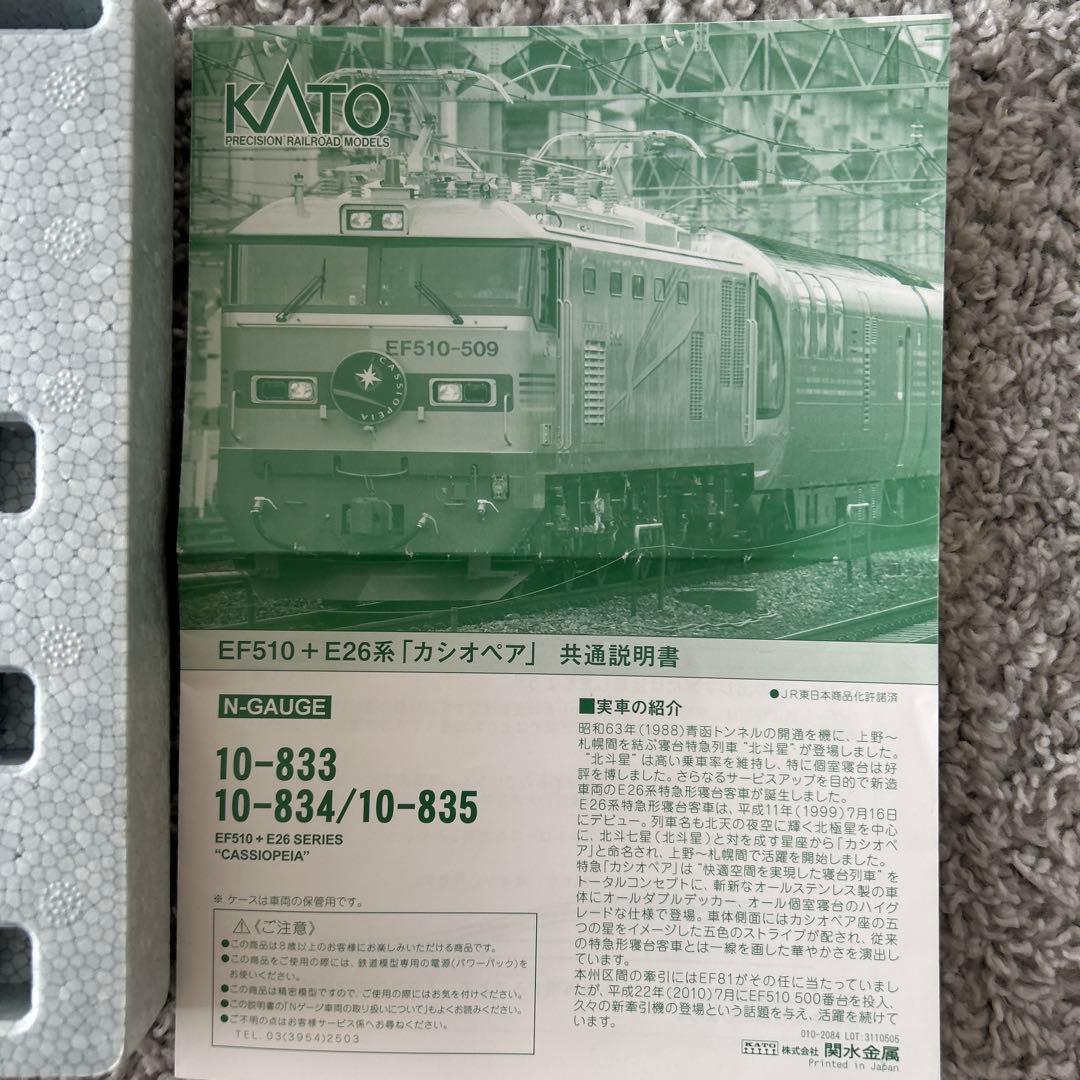 KATO
PRECISION RAILROAD MODELS
EF510-509
CASSIOPEIA
EF510＋E26系「カシオペア」 共通説明書
●JR東日本商品化許諾済
N-GAUGE
10-833
10-834/10-835
EF510 + E26 SERIES
“CASSIOPEIA”
※ ケースは車両の保管用です。
⚠《ご注意》
●この商品は8歳以上のお客様にお楽しみいただける商品です。
●この商品をご使用の際には、鉄道模型専用の電源(パワーパック)を
お使いください。
●この商品は精密模型ですので、ご使用の際にはお気を付けください。
●この説明書の「Nゲージ車両の取り扱いについて」もよくお読みください。
●ご不明の点はお客様サービス係へお尋ねください。
TEL. 03(3954)2503
■実車の紹介
昭和63年(1988)青函トンネルの開通を機に、上野〜
札幌間を結ぶ寝台特急列車“北斗星”が登場しました。
“北斗星”は高い乗車率を維持し、特に個室寝台は好
評を博しました。さらなるサービスアップを目的で新造
車両のE26系特急形寝台客車が誕生しました。
E26系特急形寝台客車は、平成11年(1999)7月16日
にデビュー。列車名も北天の夜空に輝く北極星を中心
に、北斗七星(北斗星)と対を成す星座から「カシオペ
ア」と命名され、上野〜札幌間で活躍を開始しました。
特急「カシオペア」は“快適空間を実現した寝台列車”を
トータルコンセプトに、斬新なオールステンレス製の車
体にオールダブルデッカー、オール個室寝台のハイグ
レードな仕様で登場。車体側面にはカシオペア座の五
つの星をイメージした五色のストライプが配され、従来
の特急形寝台客車とは一線を画した華やかさを演出し
ています。
本州区間の牽引にはEF81がその任に当たっていまし
たが、平成22年(2010)7月にEF510 500番台を投入、
久々の新牽引機の登場という話題を与え、活躍を続けて
います。
010-2084 LOT:3110505
KATO 株式会社 関水金属
Printed in Japan